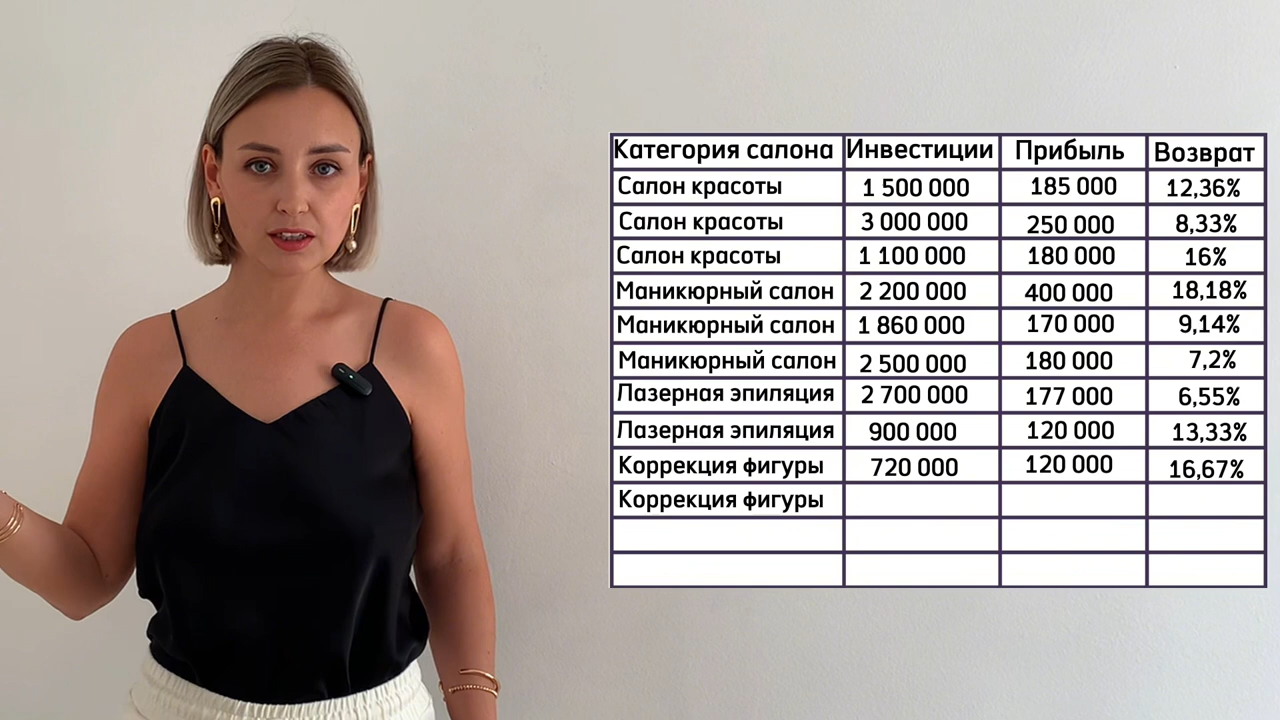 Категория салона Инвестиции Прибыль Возврат
Салон красоты 1 500 000 185 000 12,36%
Салон красоты 3 000 000 250 000 8,33%
Салон красоты 1 100 000 180 000 16%
Маникюрный салон 2 200 000 400 000 18,18%
Маникюрный салон 1 860 000 170 000 9,14%
Маникюрный салон 2 500 000 180 000 7,2%
Лазерная эпиляция 2 700 000 177 000 6,55%
Лазерная эпиляция 900 000 120 000 13,33%
Коррекция фигуры 720 000 120 000 16,67%
Коррекция фигуры